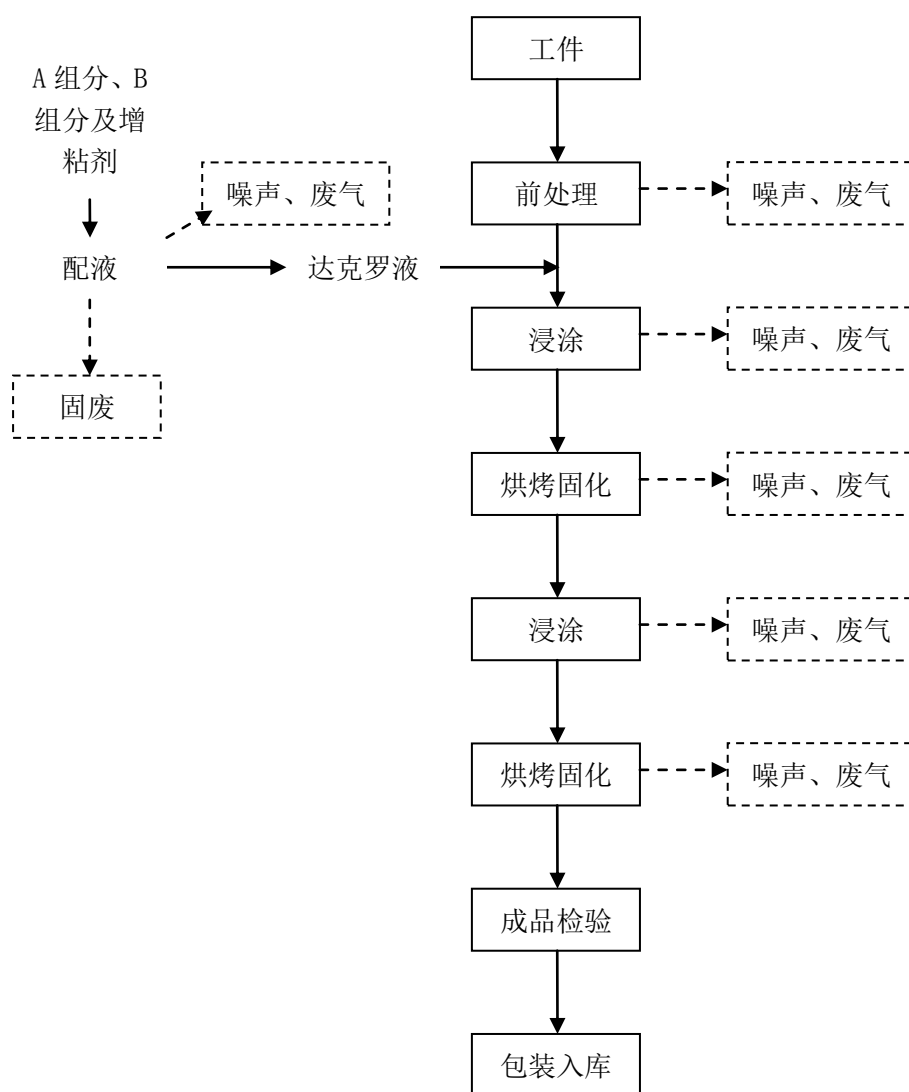 工件
A 组分、B
组分及增
粘剂
噪声、废气
前处理
噪声、废气
配液
达克罗液
浸涂
噪声、废气
固废
烘烤固化
噪声、废气
浸涂
噪声、废气
烘烤固化
噪声、废气
成品检验
包装入库